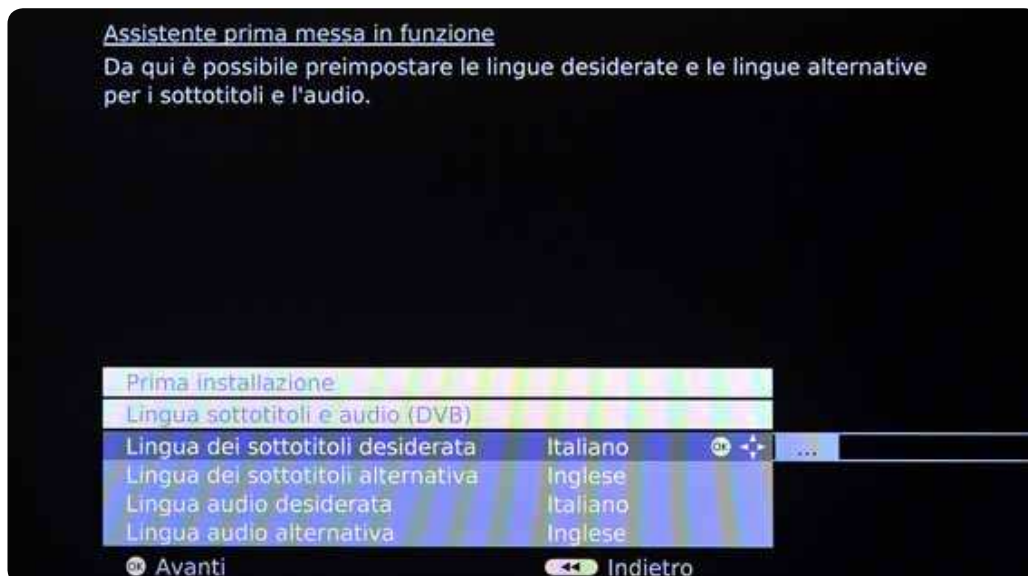 Assistente prima messa in funzione
Da qui è possibile preimpostare le lingue desiderate e le lingue alternative
per i sottotitoli e l'audio.
Prima installazione
Lingua sottotitoli e audio (DVB)
Lingua dei sottotitoli desiderata Italiano OK ...
Lingua dei sottotitoli alternativa Inglese
Lingua audio desiderata Italiano
Lingua audio alternativa Inglese
OK Avanti Indietro